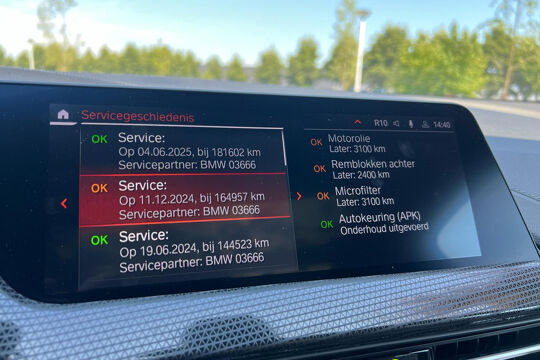 Servicegeschiedenis
R10 14:40
OK Service:
Op 04.06.2025, bij 181602 km
Servicepartner: BMW 03666
OK Service:
Op 11.12.2024, bij 164957 km
Servicepartner: BMW 03666
OK Service:
Op 19.06.2024, bij 144523 km
Servicepartner: BMW 03666
OK Motorolie
Later: 3100 km
OK Remblokken achter
Later: 2400 km
OK Microfilter
Later: 3100 km
OK Autokeuring (APK)
Onderhoud uitgevoerd